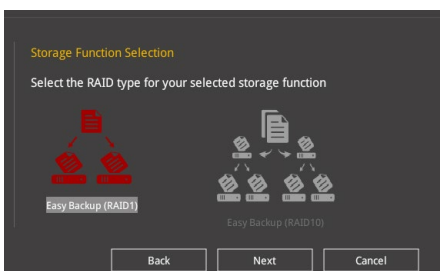 Storage Function Selection
Select the RAID type for your selected storage function
Easy Backup (RAID1)
Easy Backup (RAID10)
Back
Next
Cancel